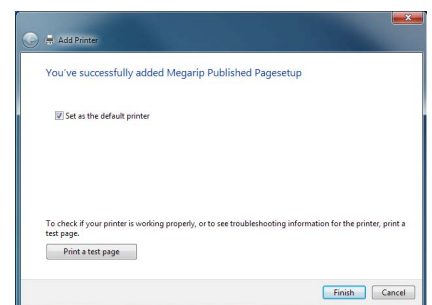 Add Printer
You've successfully added Megarip Published Pagesetup
Set as the default printer
To check if your printer is working properly, or to see troubleshooting information for the printer, print a
test page.
Print a test page
Finish Cancel